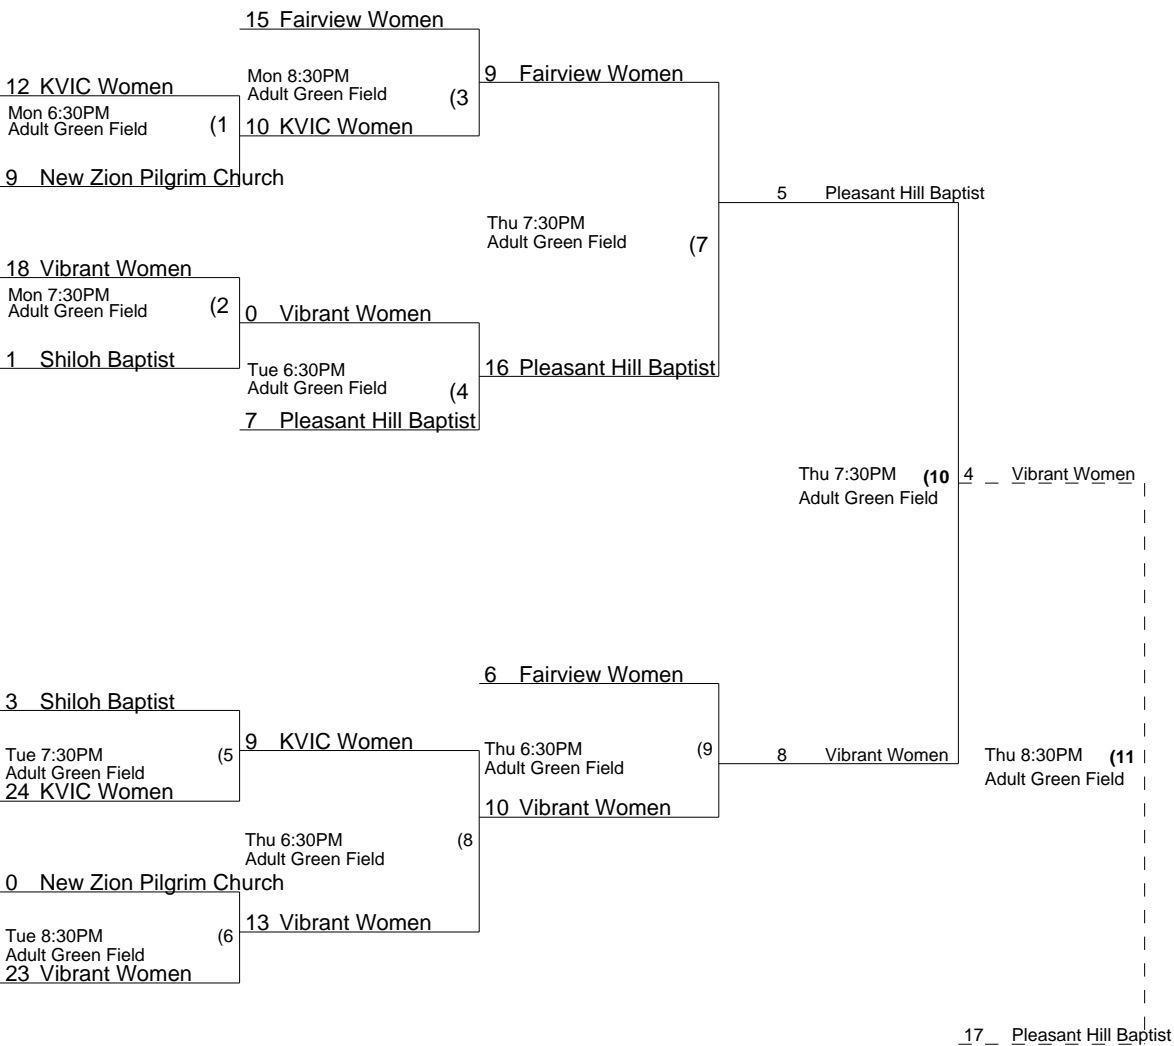 15 Fairview Women
12 KVIC Women
Mon 6:30PM
Adult Green Field (1
Mon 8:30PM
Adult Green Field (3
9 Fairview Women
10 KVIC Women
9 New Zion Pilgrim Church
5 Pleasant Hill Baptist
Thu 7:30PM
Adult Green Field (7
18 Vibrant Women
Mon 7:30PM
Adult Green Field (2
0 Vibrant Women
1 Shiloh Baptist
Tue 6:30PM
Adult Green Field (4
16 Pleasant Hill Baptist
7 Pleasant Hill Baptist
Thu 7:30PM (10
Adult Green Field
4 Vibrant Women
6 Fairview Women
3 Shiloh Baptist
Tue 7:30PM (5
Adult Green Field
24 KVIC Women
9 KVIC Women
Thu 6:30PM (9
Adult Green Field
8 Vibrant Women
Thu 8:30PM (11
Adult Green Field
10 Vibrant Women
Thu 6:30PM (8
Adult Green Field
0 New Zion Pilgrim Church
13 Vibrant Women
Tue 8:30PM (6
Adult Green Field
23 Vibrant Women
17 Pleasant Hill Baptist